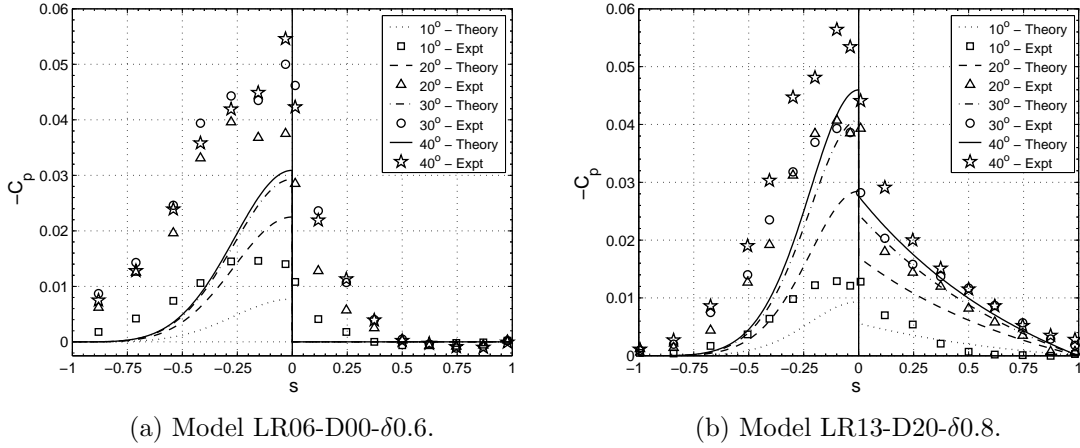 0.06
0.05
0.04
0.03
0.02
0.01
0
−C_p
−1
−0.75
−0.5
−0.25
0
0.25
0.5
0.75
1
s
10° − Theory
10° − Expt
20° − Theory
20° − Expt
30° − Theory
30° − Expt
40° − Theory
40° − Expt
(a) Model LR06-D00-δ0.6.
0.06
0.05
0.04
0.03
0.02
0.01
0
−C_p
−1
−0.75
−0.5
−0.25
0
0.25
0.5
0.75
1
s
10° − Theory
10° − Expt
20° − Theory
20° − Expt
30° − Theory
30° − Expt
40° − Theory
40° − Expt
(b) Model LR13-D20-δ0.8.